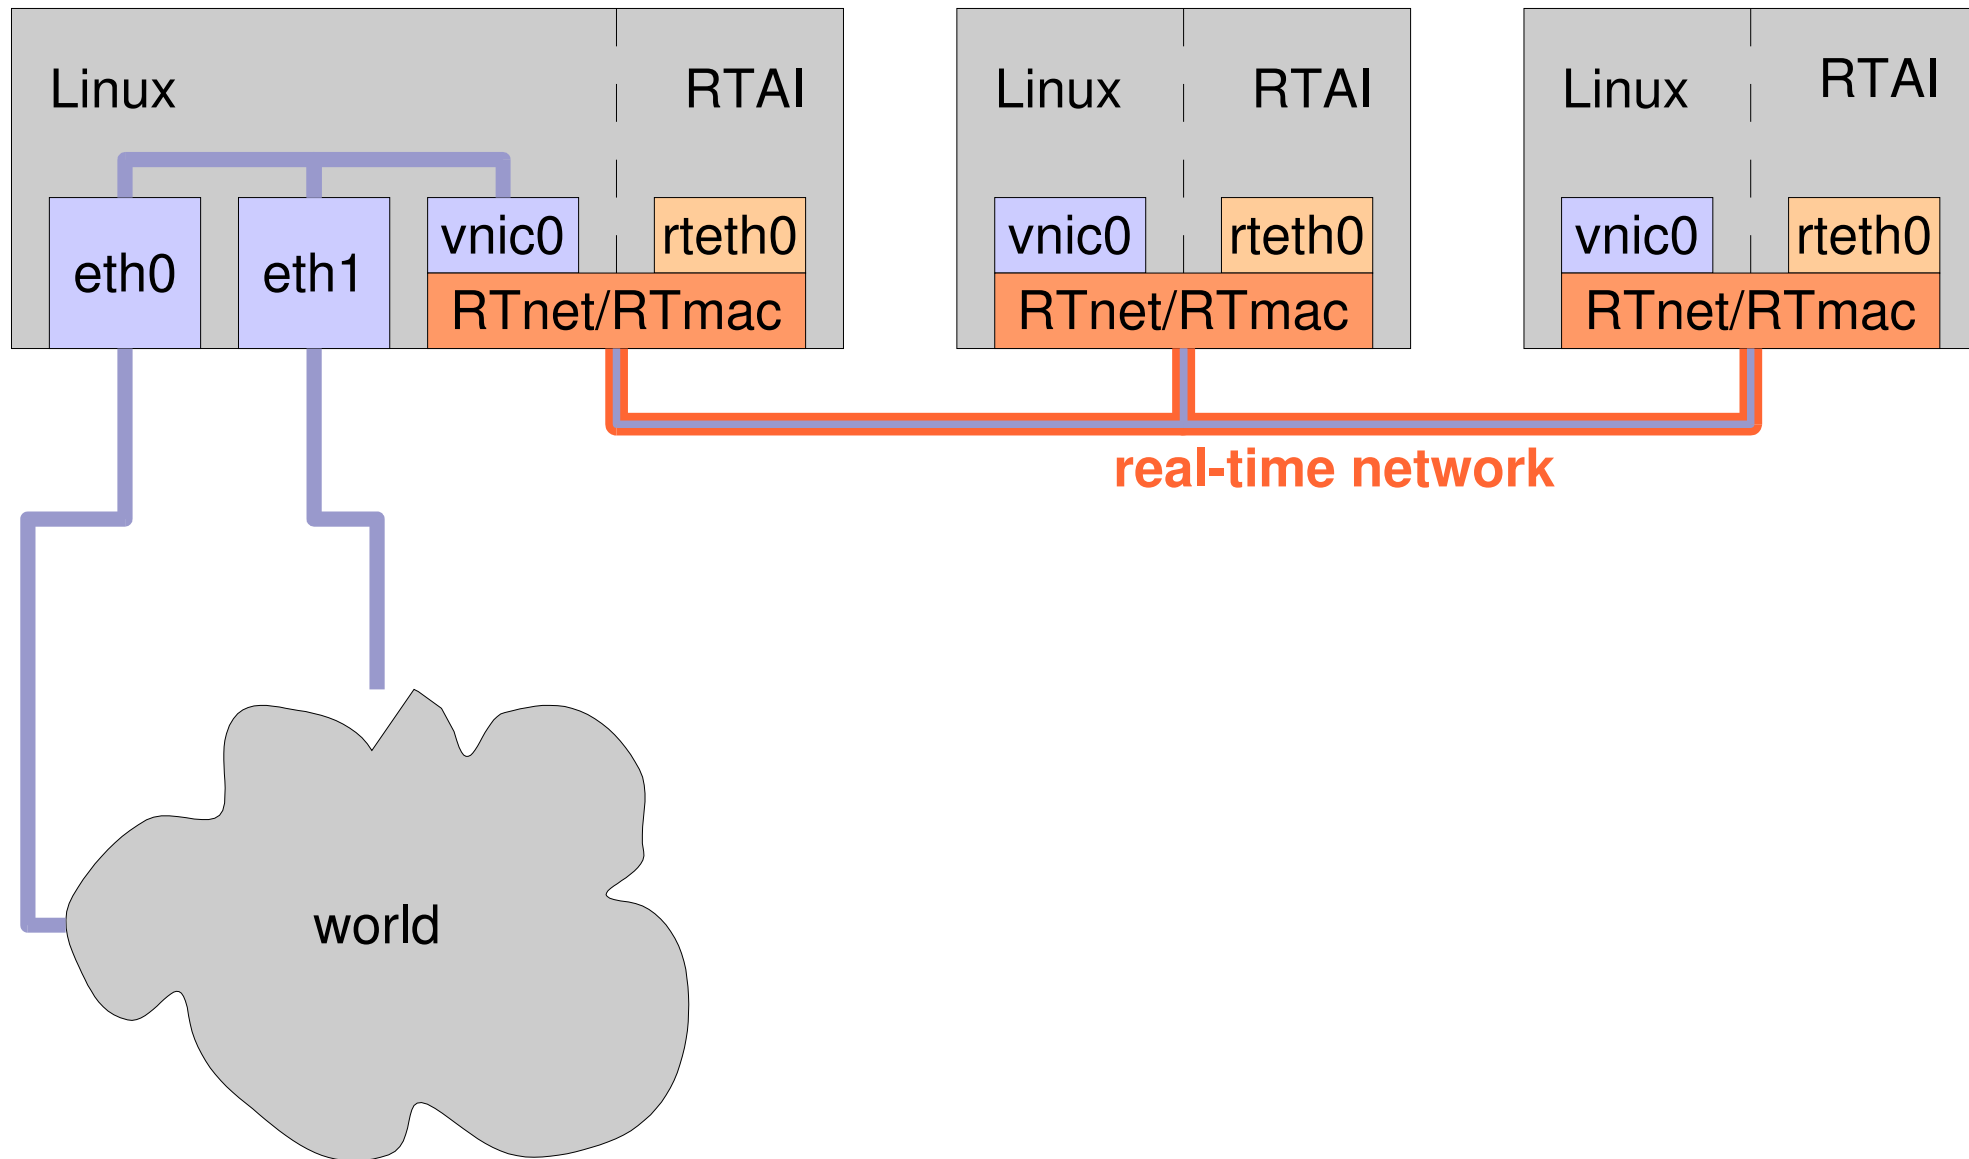 Linux RTAI
eth0 eth1 vnic0 rteth0
RTnet/RTmac
Linux RTAI
vnic0 rteth0
RTnet/RTmac
Linux RTAI
vnic0 rteth0
RTnet/RTmac
real-time network
world